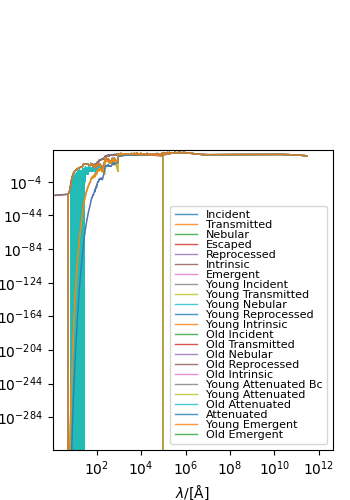 10^-4
10^-44
10^-84
10^-124
10^-164
10^-204
10^-244
10^-284
Incident
Transmitted
Nebular
Escaped
Reprocessed
Intrinsic
Emergent
Young Incident
Young Transmitted
Young Nebular
Young Reprocessed
Young Intrinsic
Old Incident
Old Transmitted
Old Nebular
Old Reprocessed
Old Intrinsic
Young Attenuated Bc
Young Attenuated
Old Attenuated
Attenuated
Young Emergent
Old Emergent
10^2 10^4 10^6 10^8 10^10 10^12
λ/[Å]